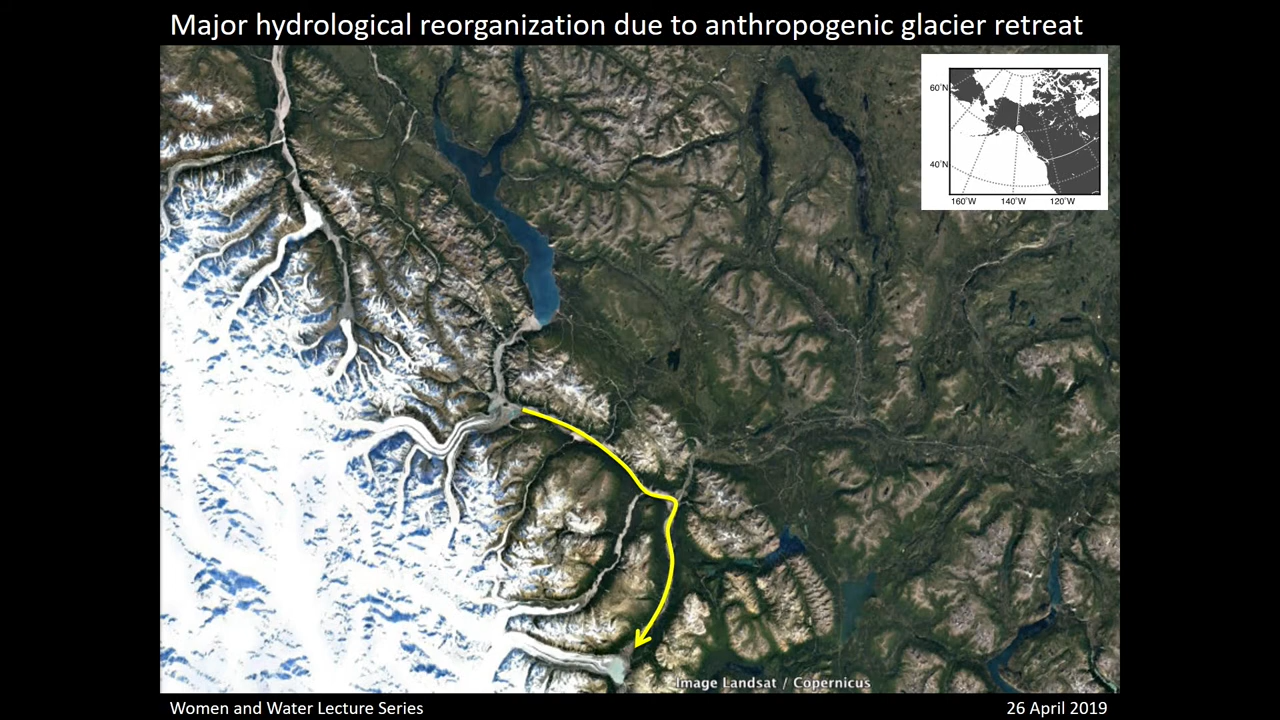 Major hydrological reorganization due to anthropogenic glacier retreat
60°N
40°N
160°W 140°W 120°W
Image Landsat / Copernicus
Women and Water Lecture Series
26 April 2019